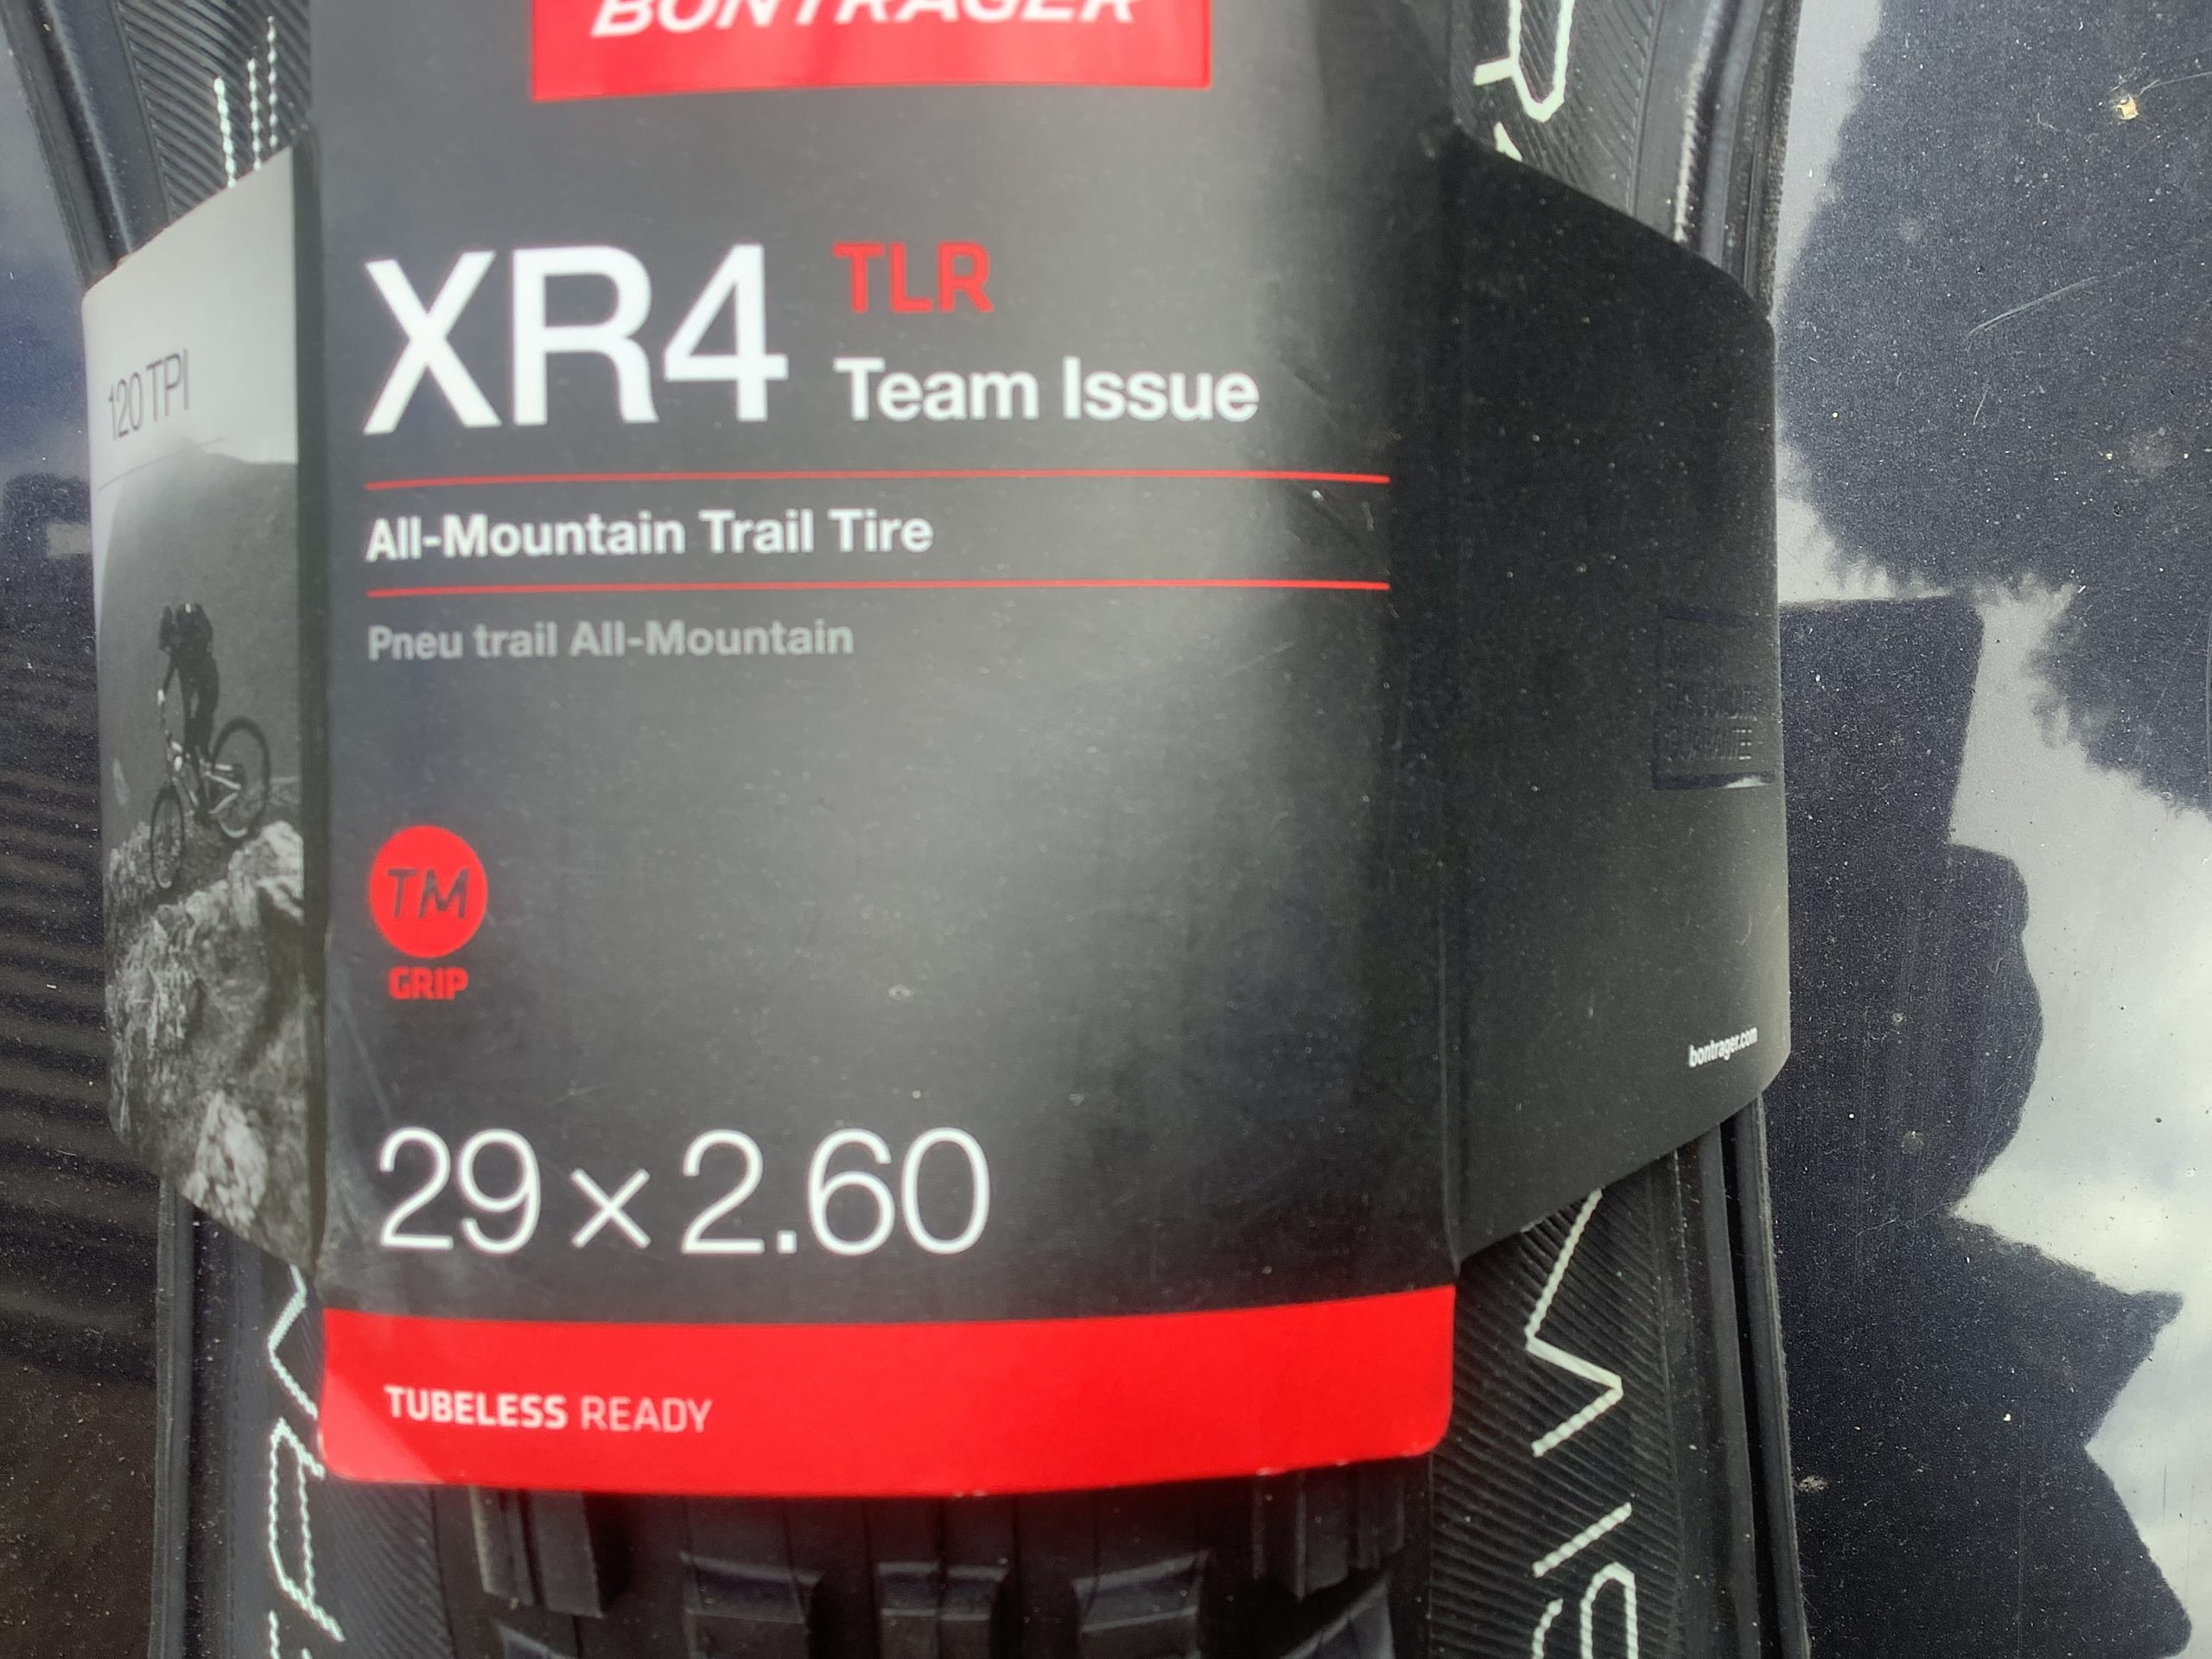 BONTRAGER
120 TPI
XR4 TLR
Team Issue
All-Mountain Trail Tire
Pneu trail All-Mountain
TM
GRIP
bontrager.com
29 × 2.60
TUBELESS READY